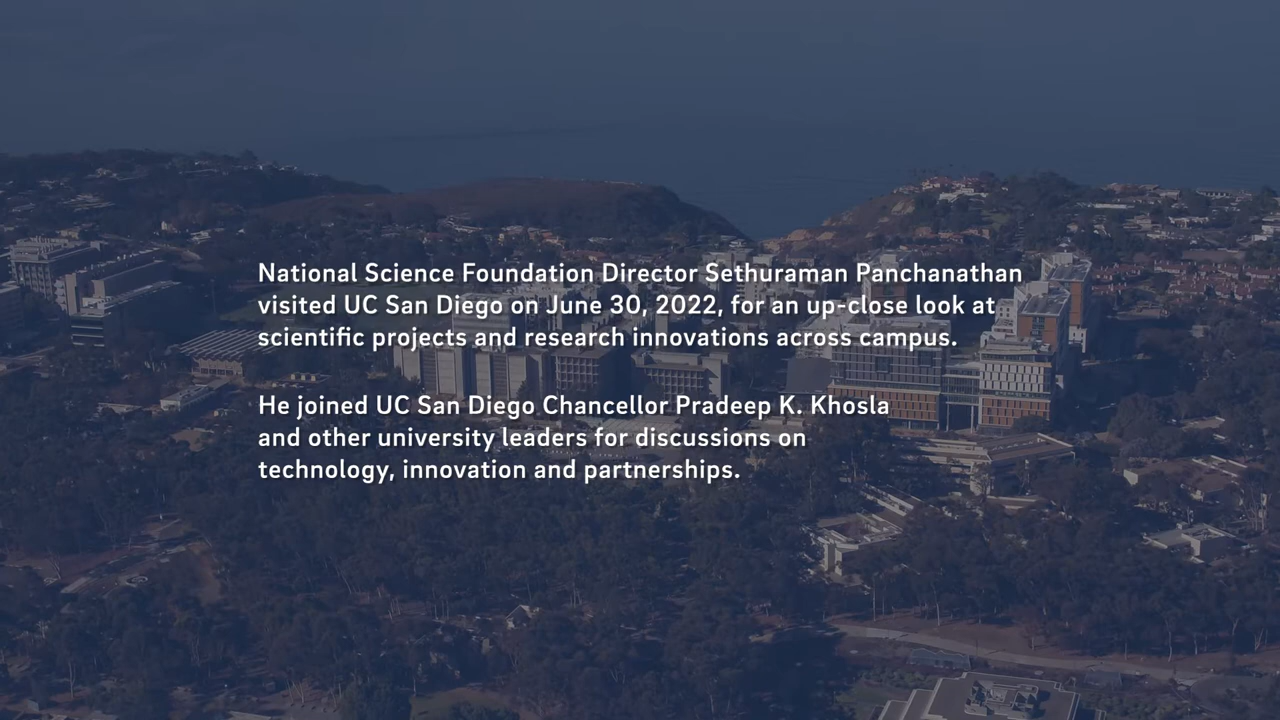 National Science Foundation Director Sethuraman Panchanathan
visited UC San Diego on June 30, 2022, for an up-close look at
scientific projects and research innovations across campus.
He joined UC San Diego Chancellor Pradeep K. Khosla
and other university leaders for discussions on
technology, innovation and partnerships.